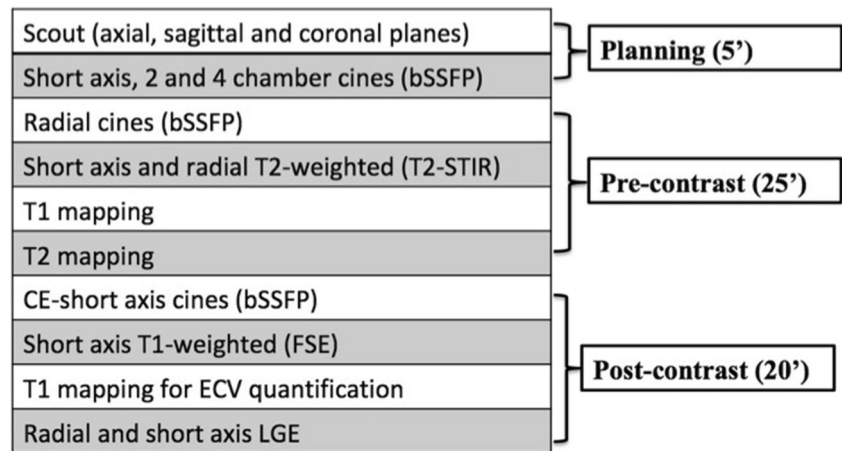 Scout (axial, sagittal and coronal planes)
Short axis, 2 and 4 chamber cines (bSSFP)
Planning (5’)
Radial cines (bSSFP)
Short axis and radial T2-weighted (T2-STIR)
T1 mapping
T2 mapping
Pre-contrast (25’)
CE-short axis cines (bSSFP)
Short axis T1-weighted (FSE)
T1 mapping for ECV quantification
Radial and short axis LGE
Post-contrast (20’)